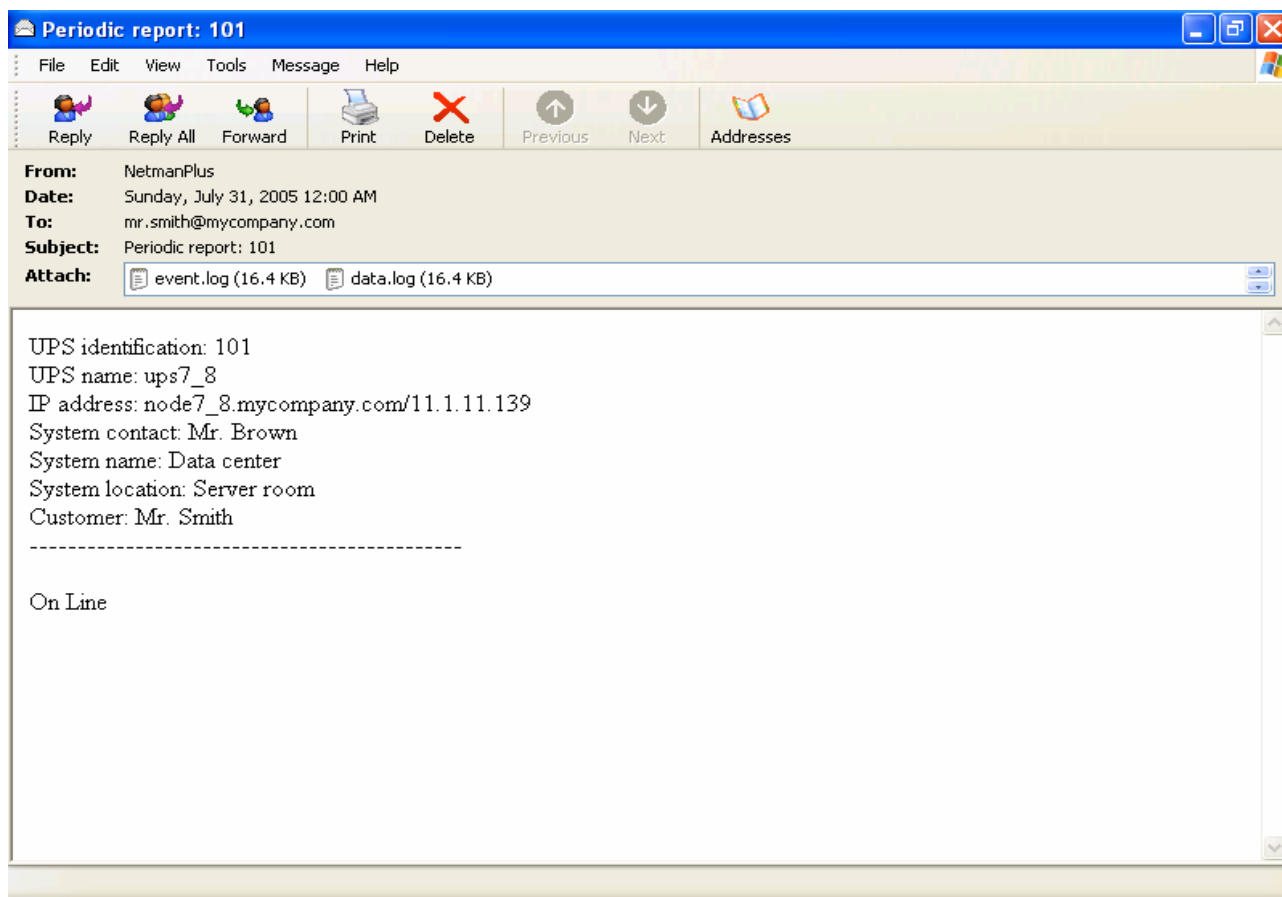 Periodic report: 101
File Edit View Tools Message Help
Reply Reply All Forward Print Delete Previous Next Addresses
From: NetmanPlus
Date: Sunday, July 31, 2005 12:00 AM
To: mr.smith@mycompany.com
Subject: Periodic report: 101
Attach: event.log (16.4 KB) data.log (16.4 KB)
UPS identification: 101
UPS name: ups7_8
IP address: node7_8.mycompany.com/11.1.11.139
System contact: Mr. Brown
System name: Data center
System location: Server room
Customer: Mr. Smith
---------------------------------------------
On Line